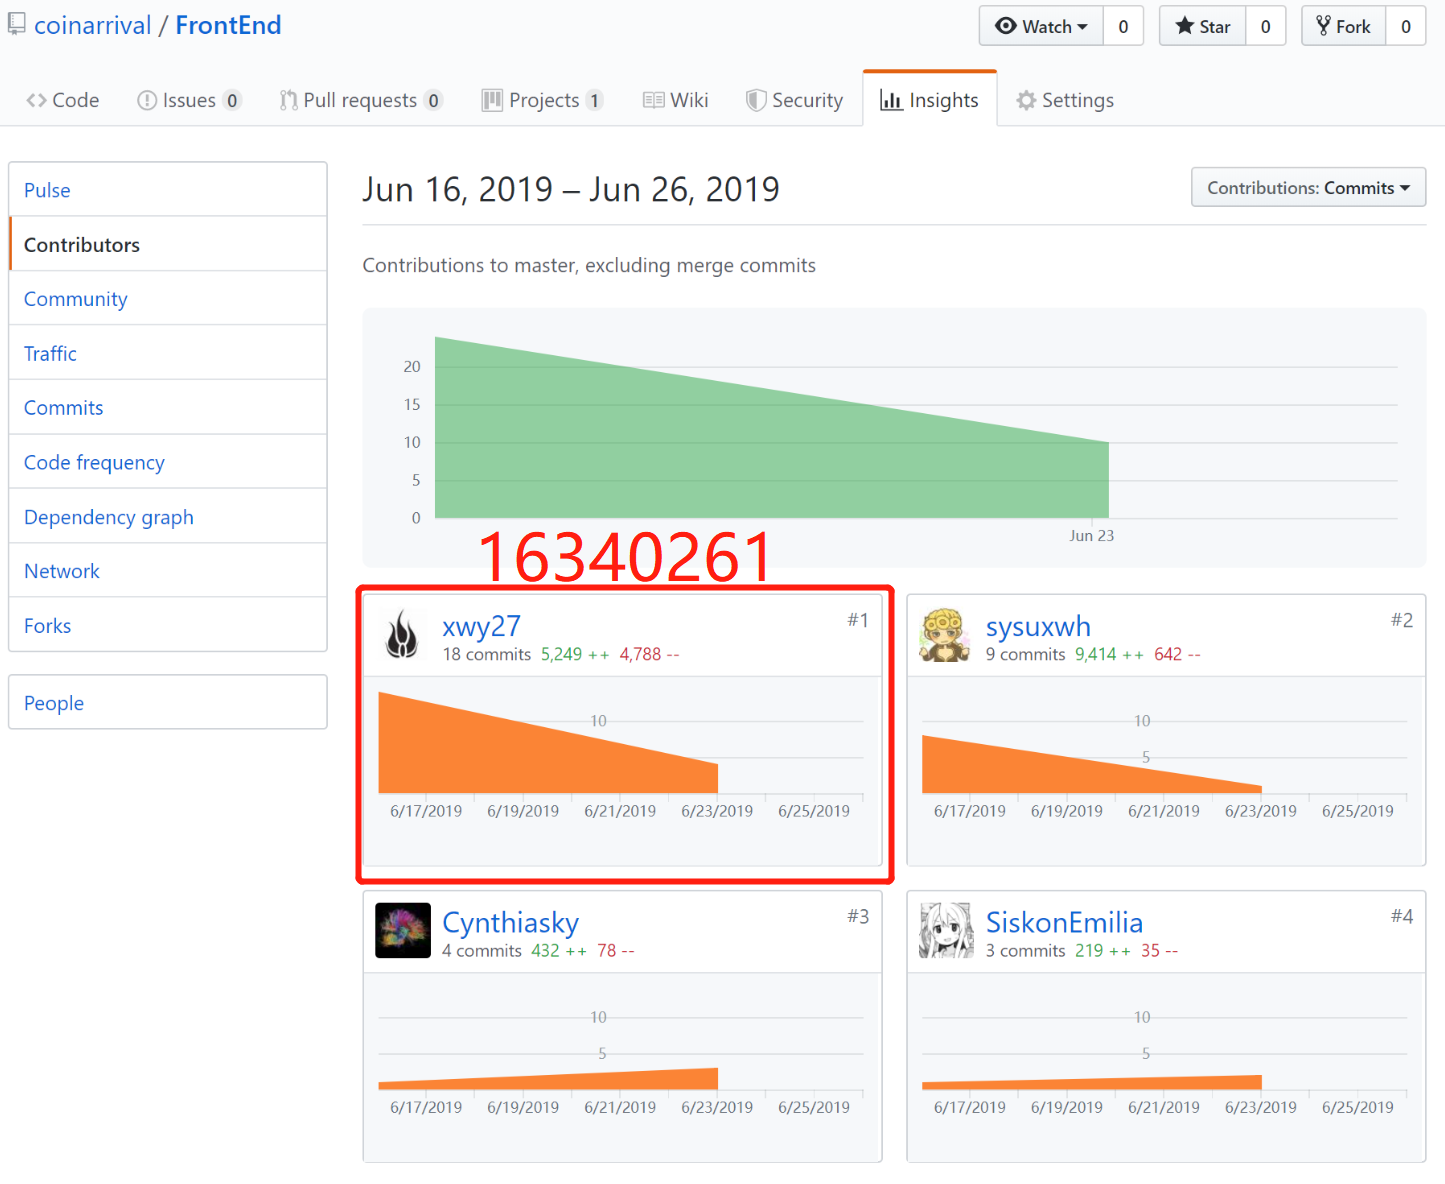 coinarrival / FrontEnd
Watch 0 Star 0 Fork 0
Code Issues 0 Pull requests 0 Projects 1 Wiki Security Insights Settings
Pulse
Contributors
Community
Traffic
Commits
Code frequency
Dependency graph
Network
Forks
People
Jun 16, 2019 – Jun 26, 2019
Contributions: Commits
Contributions to master, excluding merge commits
20
15
10
5
0
Jun 23
16340261
xwy27 #1
18 commits 5,249 ++ 4,788 --
10
6/17/2019 6/19/2019 6/21/2019 6/23/2019 6/25/2019
sysuxwh #2
9 commits 9,414 ++ 642 --
10
5
6/17/2019 6/19/2019 6/21/2019 6/23/2019 6/25/2019
Cynthiasky #3
4 commits 432 ++ 78 --
10
5
6/17/2019 6/19/2019 6/21/2019 6/23/2019 6/25/2019
SiskonEmilia #4
3 commits 219 ++ 35 --
10
5
6/17/2019 6/19/2019 6/21/2019 6/23/2019 6/25/2019